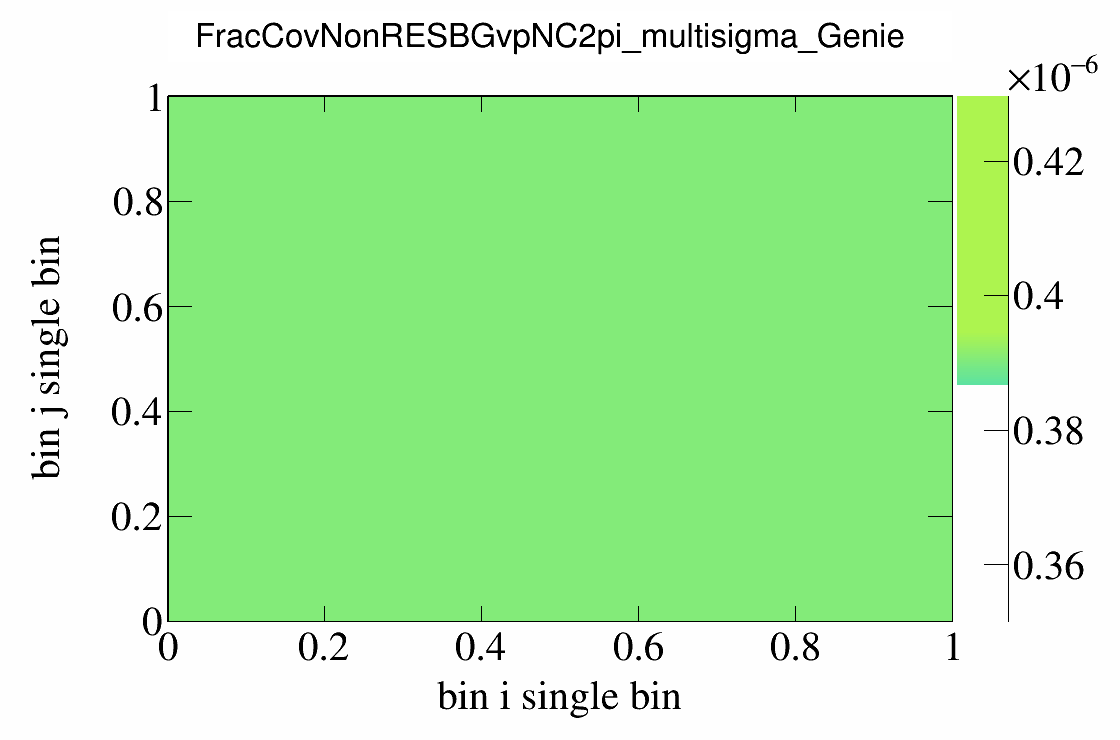 FracCovNonRESBGvpNC2pi_multisigma_Genie
×10⁻⁶
1
0.8
0.6
0.4
0.2
0
0 0.2 0.4 0.6 0.8 1
0.42
0.4
0.38
0.36
bin j single bin
bin i single bin